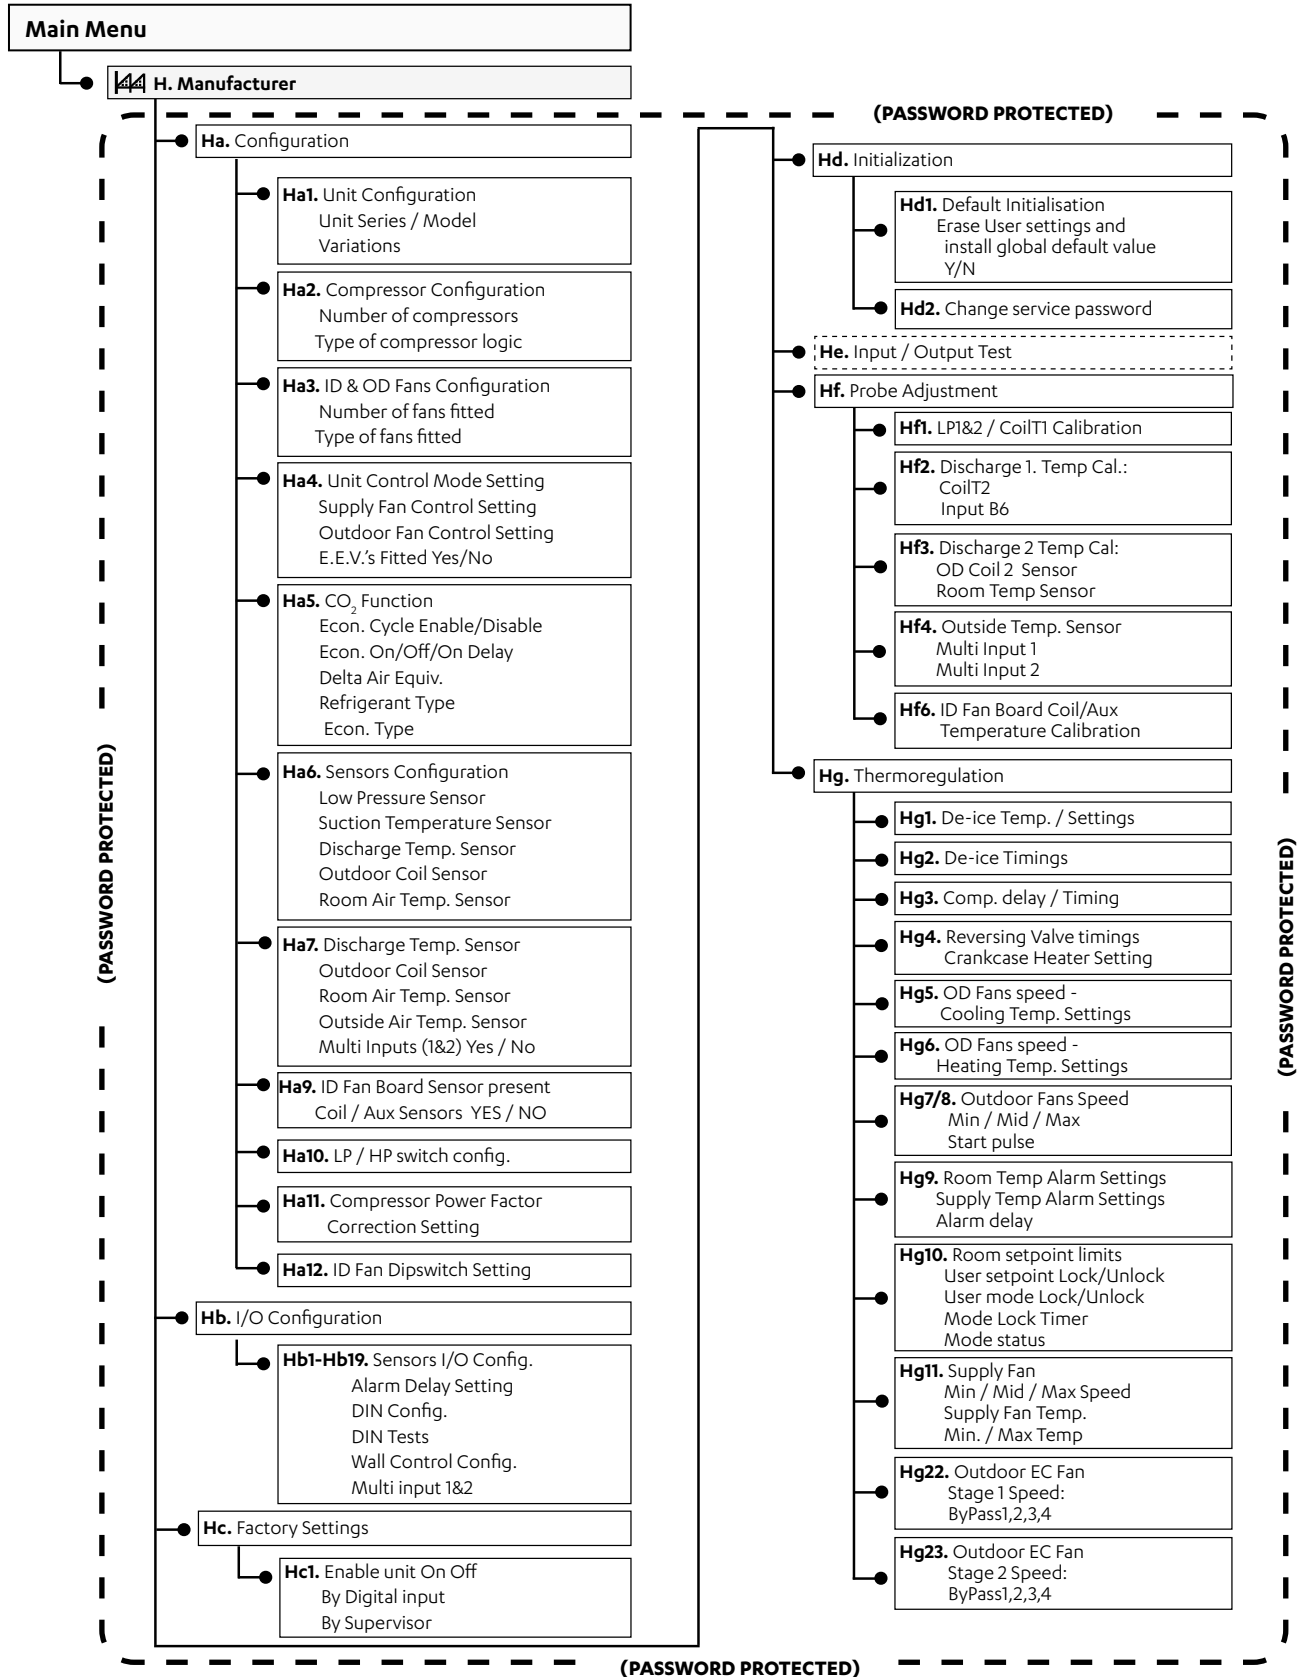 Main Menu
H. Manufacturer
(PASSWORD PROTECTED)
(PASSWORD PROTECTED)
Ha. Configuration
Ha1. Unit Configuration
Unit Series / Model
Variations
Ha2. Compressor Configuration
Number of compressors
Type of compressor logic
Ha3. ID & OD Fans Configuration
Number of fans fitted
Type of fans fitted
Ha4. Unit Control Mode Setting
Supply Fan Control Setting
Outdoor Fan Control Setting
E.E.V.'s Fitted Yes/No
Ha5. CO2 Function
Econ. Cycle Enable/Disable
Econ. On/Off/On Delay
Delta Air Equiv.
Refrigerant Type
Econ. Type
Ha6. Sensors Configuration
Low Pressure Sensor
Suction Temperature Sensor
Discharge Temp. Sensor
Outdoor Coil Sensor
Room Air Temp. Sensor
Ha7. Discharge Temp. Sensor
Outdoor Coil Sensor
Room Air Temp. Sensor
Outside Air Temp. Sensor
Multi Inputs (1&2) Yes / No
Ha9. ID Fan Board Sensor present
Coil / Aux Sensors YES / NO
Ha10. LP / HP switch config.
Ha11. Compressor Power Factor
Correction Setting
Ha12. ID Fan Dipswitch Setting
Hb. I/O Configuration
Hb1-Hb19. Sensors I/O Config.
Alarm Delay Setting
DIN Config.
DIN Tests
Wall Control Config.
Multi input 1&2
Hc. Factory Settings
Hc1. Enable unit On Off
By Digital input
By Supervisor
Hd. Initialization
Hd1. Default Initialisation
Erase User settings and
install global default value
Y/N
Hd2. Change service password
He. Input / Output Test
Hf. Probe Adjustment
Hf1. LP1&2 / CoilT1 Calibration
Hf2. Discharge 1. Temp Cal.:
CoilT2
Input B6
Hf3. Discharge 2 Temp Cal:
OD Coil 2 Sensor
Room Temp Sensor
Hf4. Outside Temp. Sensor
Multi Input 1
Multi Input 2
Hf6. ID Fan Board Coil/Aux
Temperature Calibration
Hg. Thermoregulation
Hg1. De-ice Temp. / Settings
Hg2. De-ice Timings
Hg3. Comp. delay / Timing
Hg4. Reversing Valve timings
Crankcase Heater Setting
Hg5. OD Fans speed -
Cooling Temp. Settings
Hg6. OD Fans speed -
Heating Temp. Settings
Hg7/8. Outdoor Fans Speed
Min / Mid / Max
Start pulse
Hg9. Room Temp Alarm Settings
Supply Temp Alarm Settings
Alarm delay
Hg10. Room setpoint limits
User setpoint Lock/Unlock
User mode Lock/Unlock
Mode Lock Timer
Mode status
Hg11. Supply Fan
Min / Mid / Max Speed
Supply Fan Temp.
Min. / Max Temp
Hg22. Outdoor EC Fan
Stage 1 Speed:
ByPass1,2,3,4
Hg23. Outdoor EC Fan
Stage 2 Speed:
ByPass1,2,3,4
(PASSWORD PROTECTED)
(PASSWORD PROTECTED)